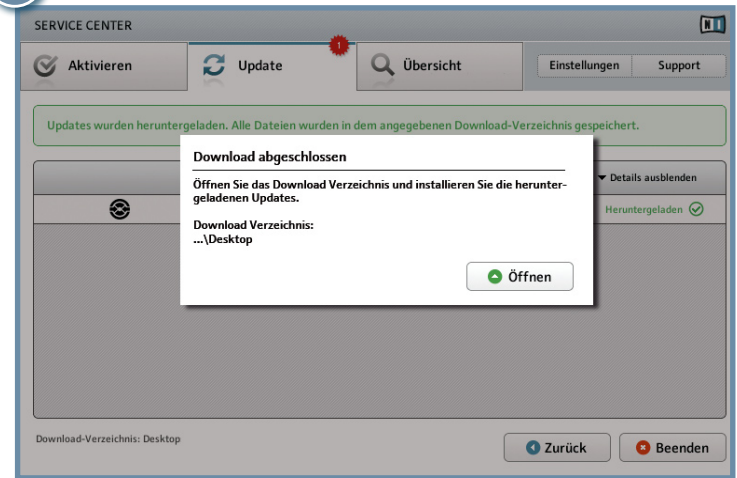 SERVICE CENTER
NI
Aktivieren
Update
1
Übersicht
Einstellungen
Support
Updates wurden heruntergeladen. Alle Dateien wurden in dem angegebenen Download-Verzeichnis gespeichert.
Download abgeschlossen
Öffnen Sie das Download Verzeichnis und installieren Sie die herunter-
geladenen Updates.
Download Verzeichnis:
...\Desktop
Öffnen
Details ausblenden
Heruntergeladen
Download-Verzeichnis: Desktop
Zurück
Beenden